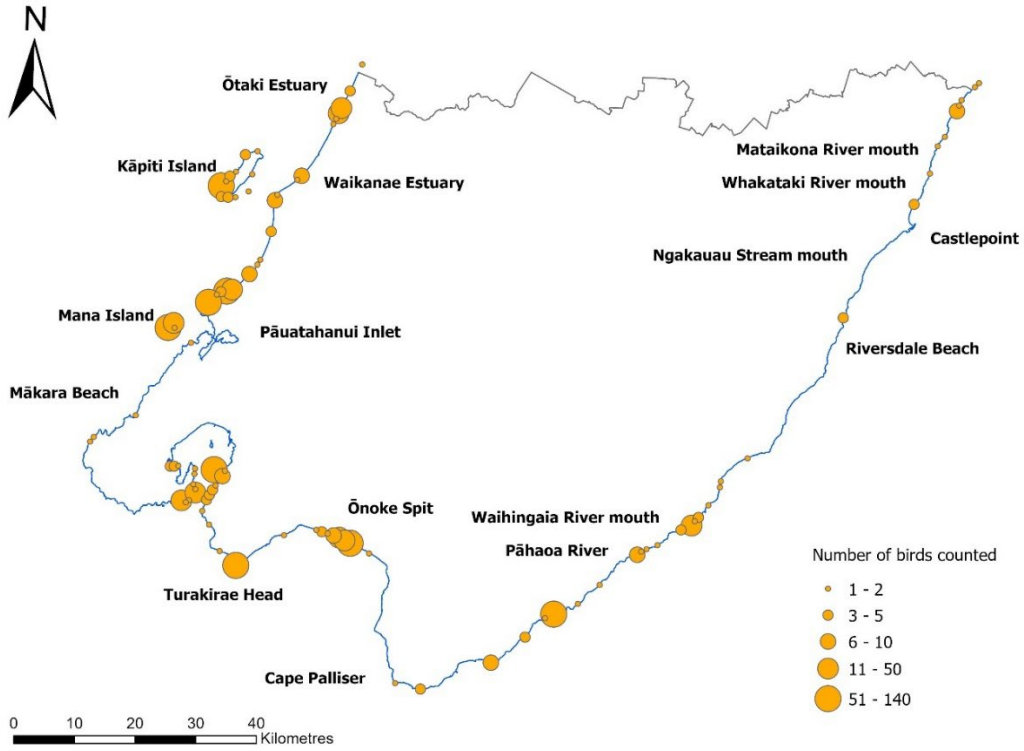 N
Ōtaki Estuary
Kāpiti Island
Waikanae Estuary
Mataikona River mouth
Whakataki River mouth
Castlepoint
Ngakauau Stream mouth
Mana Island
Pāuatahanui Inlet
Riversdale Beach
Mākara Beach
Ōnoke Spit
Waihingaia River mouth
Pāhaoa River
Turakirae Head
Cape Palliser
Number of birds counted
1 - 2
3 - 5
6 - 10
11 - 50
51 - 140
0 10 20 30 40
Kilometres